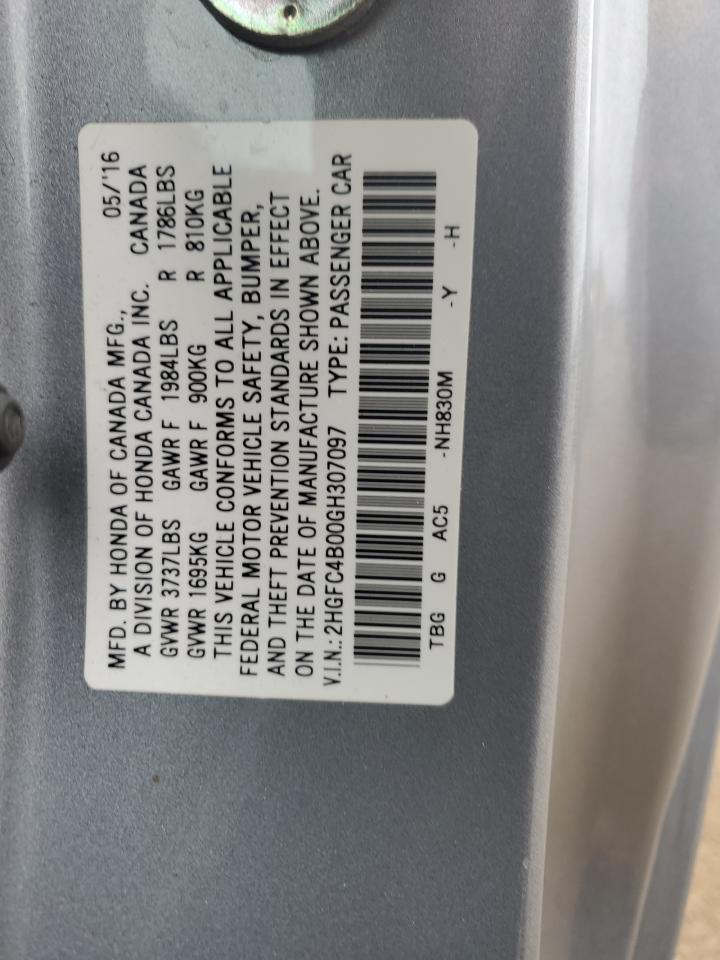 MFD. BY HONDA OF CANADA MFG., 05/'16
A DIVISION OF HONDA CANADA INC. CANADA
GVWR 3737LBS GAWR F 1984LBS R 1786LBS
GVWR 1695KG GAWR F 900KG R 810KG
THIS VEHICLE CONFORMS TO ALL APPLICABLE
FEDERAL MOTOR VEHICLE SAFETY, BUMPER,
AND THEFT PREVENTION STANDARDS IN EFFECT
ON THE DATE OF MANUFACTURE SHOWN ABOVE.
V.I.N.: 2HGFC4B00GH307097 TYPE: PASSENGER CAR
TBG G AC5 -NH830M -Y -H